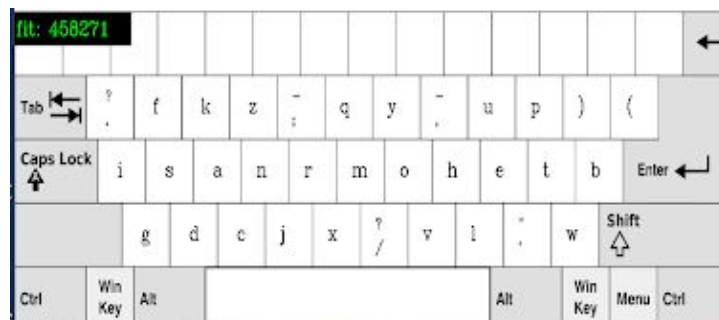 fit: 458271
Tab ? . f k z - ; q y - , u p ) (
Caps Lock i s a n r m o h e t b Enter
g d c j x ? / v l " ' w Shift
Ctrl Win Key Alt Alt Win Key Menu Ctrl